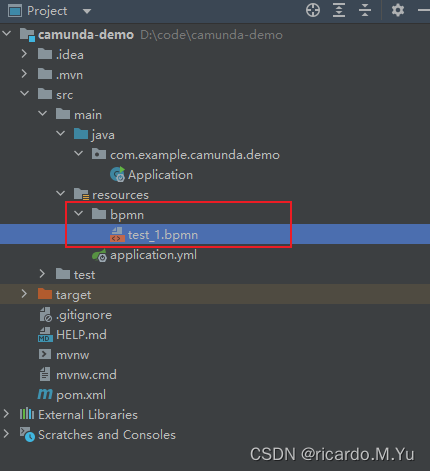 Project
camunda-demo D:\code\camunda-demo
.idea
.mvn
src
main
java
com.example.camunda.demo
Application
resources
bpmn
test_1.bpmn
application.yml
test
target
.gitignore
HELP.md
mvnw
mvnw.cmd
pom.xml
External Libraries
Scratches and Consoles
CSDN @ricardo.M.Yu